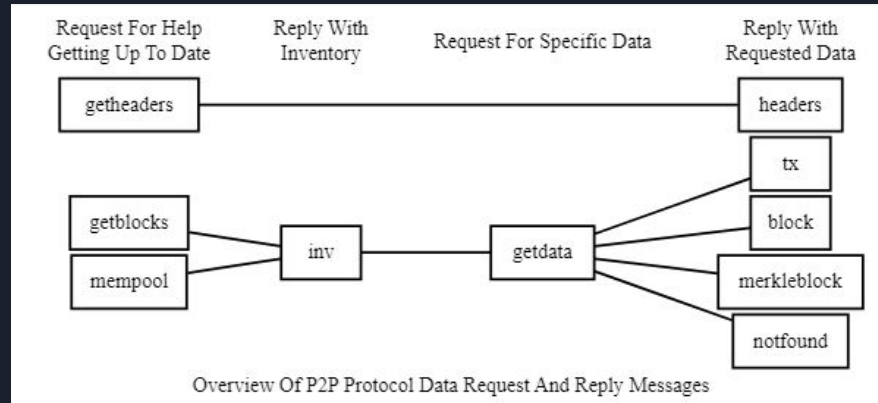 Request For Help
Getting Up To Date
Reply With
Inventory
Request For Specific Data
Reply With
Requested Data
getheaders
headers
tx
getblocks
block
inv
getdata
mempool
merkleblock
notfound
Overview Of P2P Protocol Data Request And Reply Messages